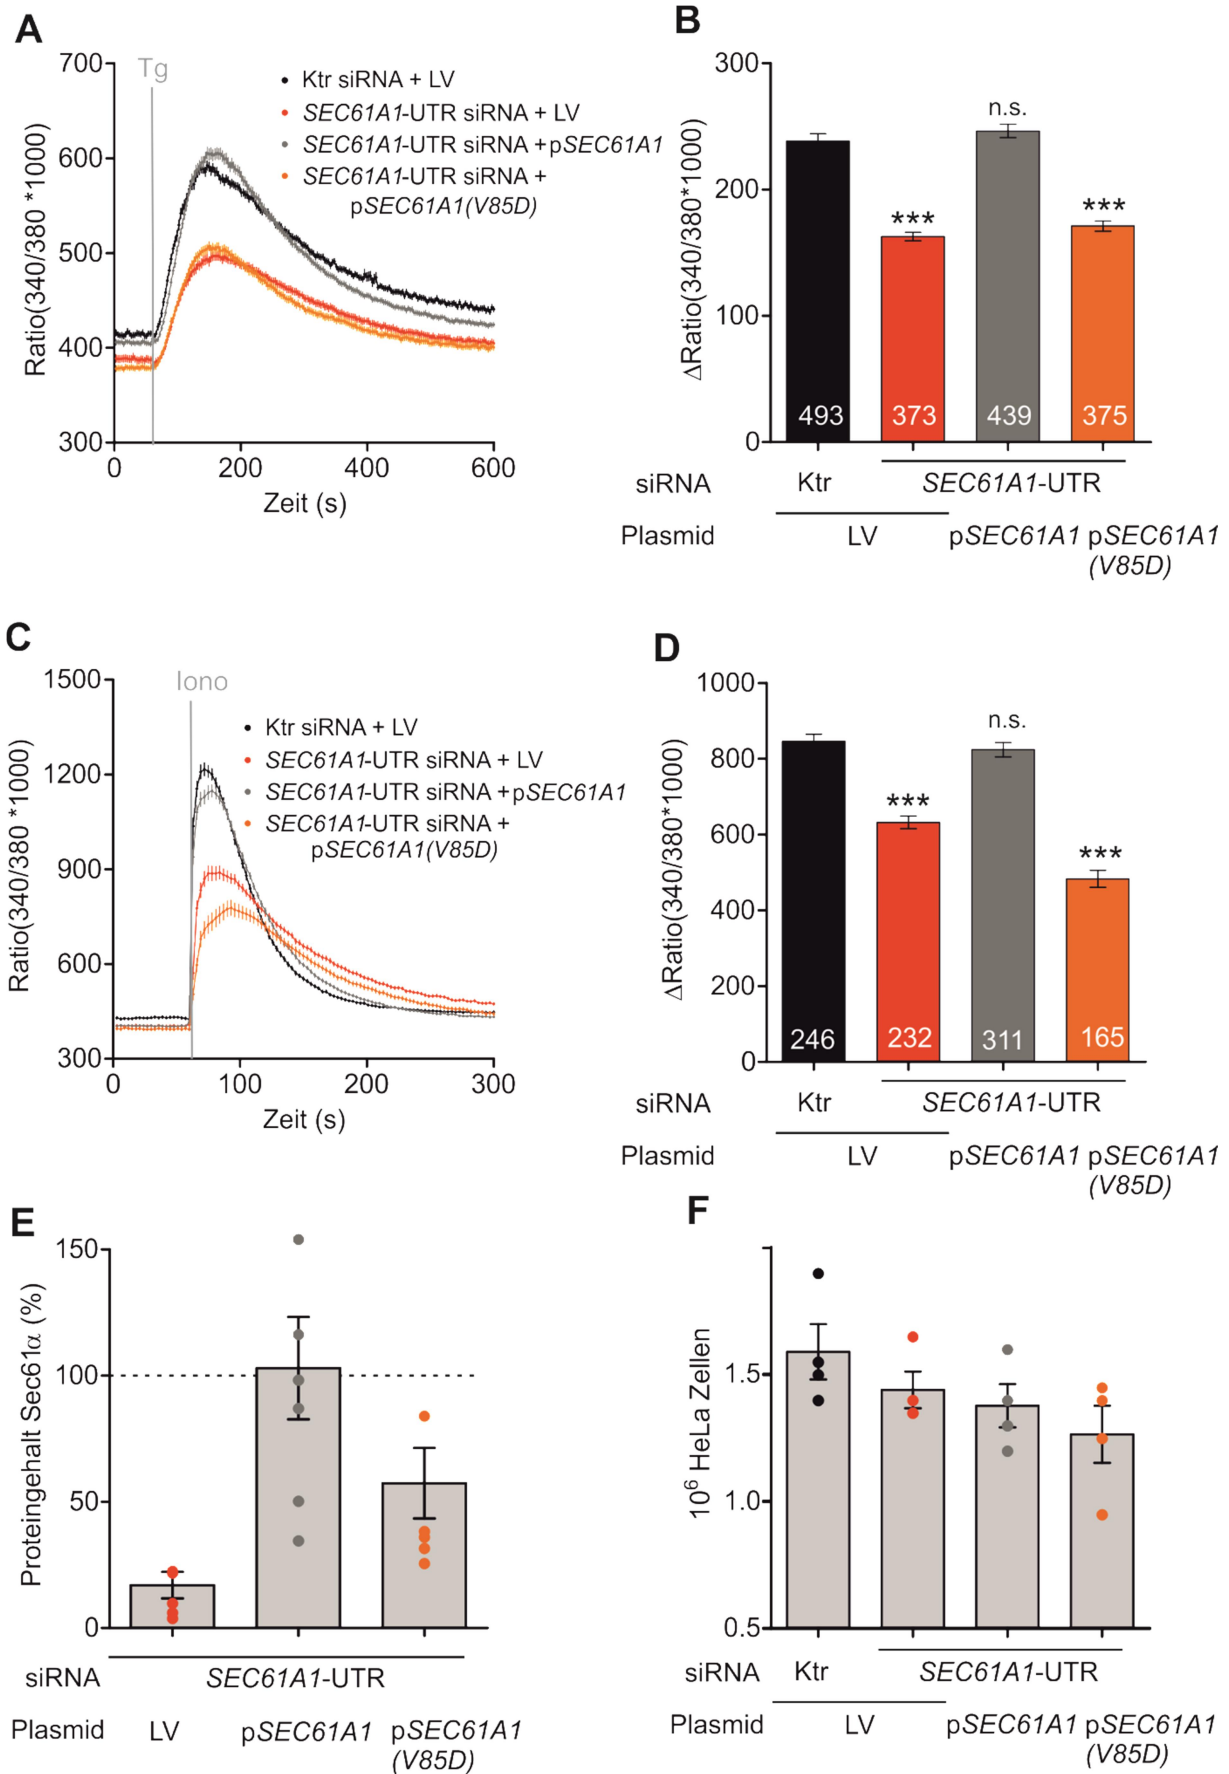 A
700
600
500
400
300
Ratio(340/380 *1000)
Tg
Ktr siRNA + LV
SEC61A1-UTR siRNA + LV
SEC61A1-UTR siRNA + pSEC61A1
SEC61A1-UTR siRNA +
pSEC61A1(V85D)
0 200 400 600
Zeit (s)
B
300
200
100
0
ΔRatio(340/380*1000)
***
n.s.
***
493 373 439 375
siRNA Ktr SEC61A1-UTR
Plasmid LV pSEC61A1 pSEC61A1
(V85D)
C
1500
1200
900
600
300
Ratio(340/380 *1000)
Iono
Ktr siRNA + LV
SEC61A1-UTR siRNA + LV
SEC61A1-UTR siRNA + pSEC61A1
SEC61A1-UTR siRNA +
pSEC61A1(V85D)
0 100 200 300
Zeit (s)
D
1000
800
600
400
200
0
ΔRatio(340/380*1000)
***
n.s.
***
246 232 311 165
siRNA Ktr SEC61A1-UTR
Plasmid LV pSEC61A1 pSEC61A1
(V85D)
E
150
100
50
0
Proteingehalt Sec61α (%)
siRNA SEC61A1-UTR
Plasmid LV pSEC61A1 pSEC61A1
(V85D)
F
1.5
1.0
0.5
10⁶ HeLa Zellen
siRNA Ktr SEC61A1-UTR
Plasmid LV pSEC61A1 pSEC61A1
(V85D)